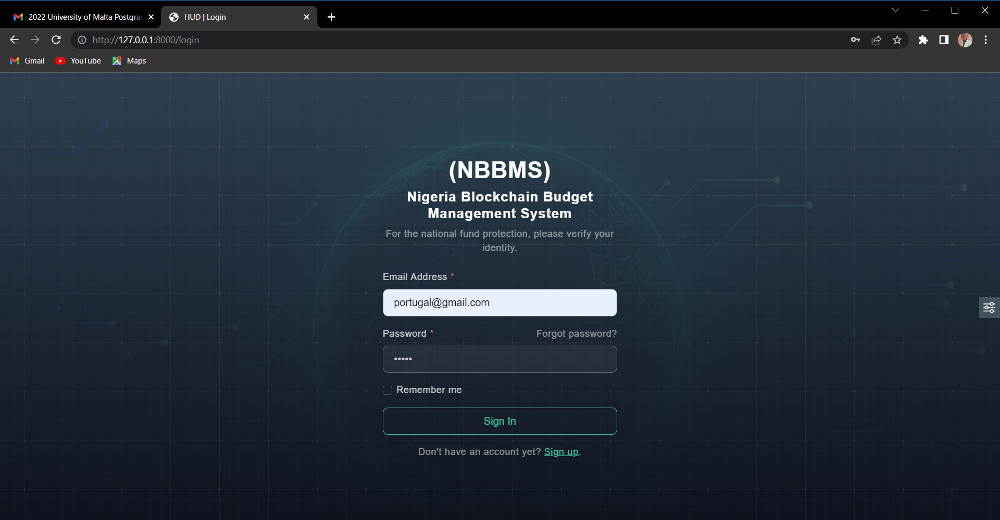 2022 University of Malta Postgra
HUD | Login
http://127.0.0.1:8000/login
Gmail
YouTube
Maps
(NBBMS)
Nigeria Blockchain Budget
Management System
For the national fund protection, please verify your
identity.
Email Address *
portugal@gmail.com
Password *
Forgot password?
•••••
Remember me
Sign In
Don't have an account yet? Sign up.